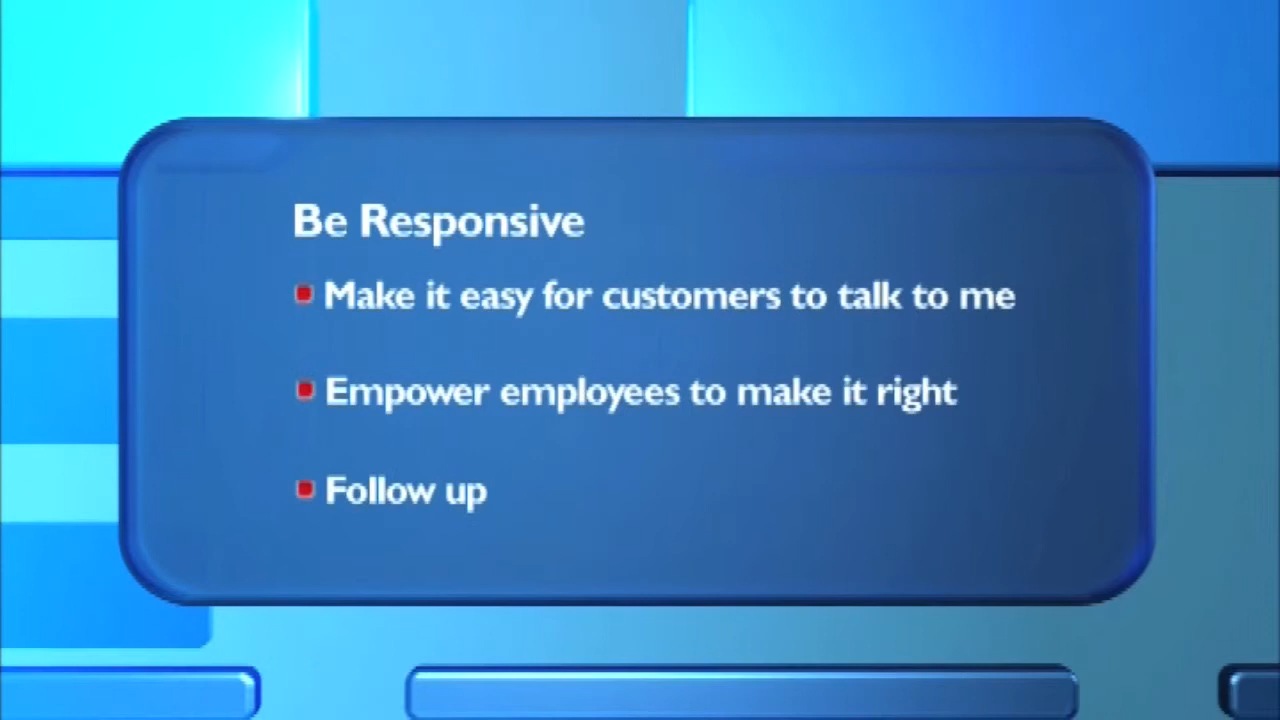 Be Responsive
Make it easy for customers to talk to me
Empower employees to make it right
Follow up